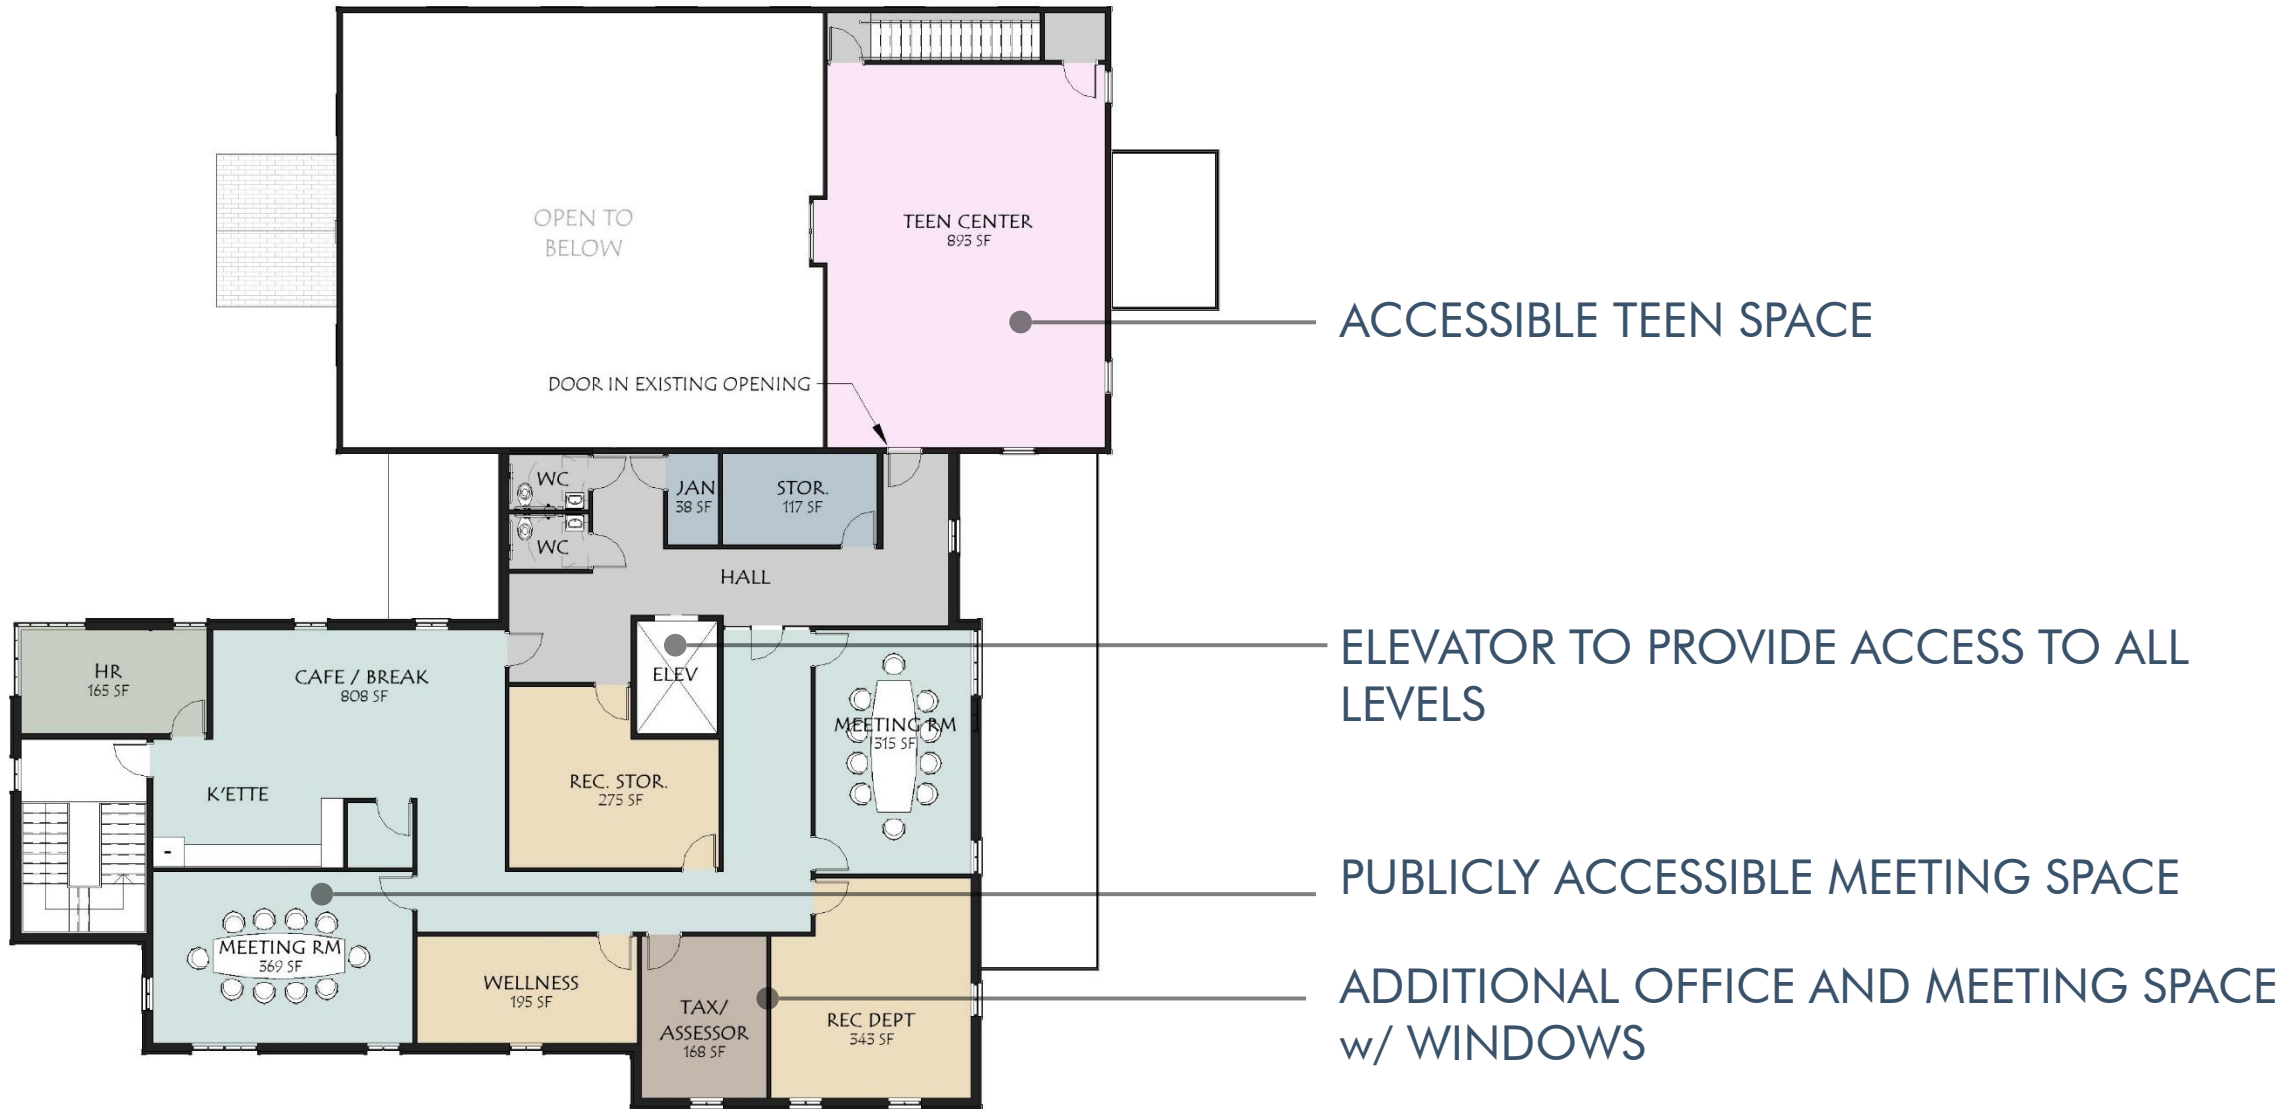 OPEN TO
BELOW
TEEN CENTER
893 SF
ACCESSIBLE TEEN SPACE
DOOR IN EXISTING OPENING
WC
JAN
38 SF
STOR.
117 SF
WC
HALL
ELEVATOR TO PROVIDE ACCESS TO ALL
LEVELS
HR
165 SF
CAFE / BREAK
808 SF
ELEV
MEETING RM
315 SF
REC. STOR.
275 SF
K'ETTE
PUBLICLY ACCESSIBLE MEETING SPACE
MEETING RM
369 SF
WELLNESS
195 SF
TAX/
ASSESSOR
168 SF
REC DEPT
343 SF
ADDITIONAL OFFICE AND MEETING SPACE
w/ WINDOWS